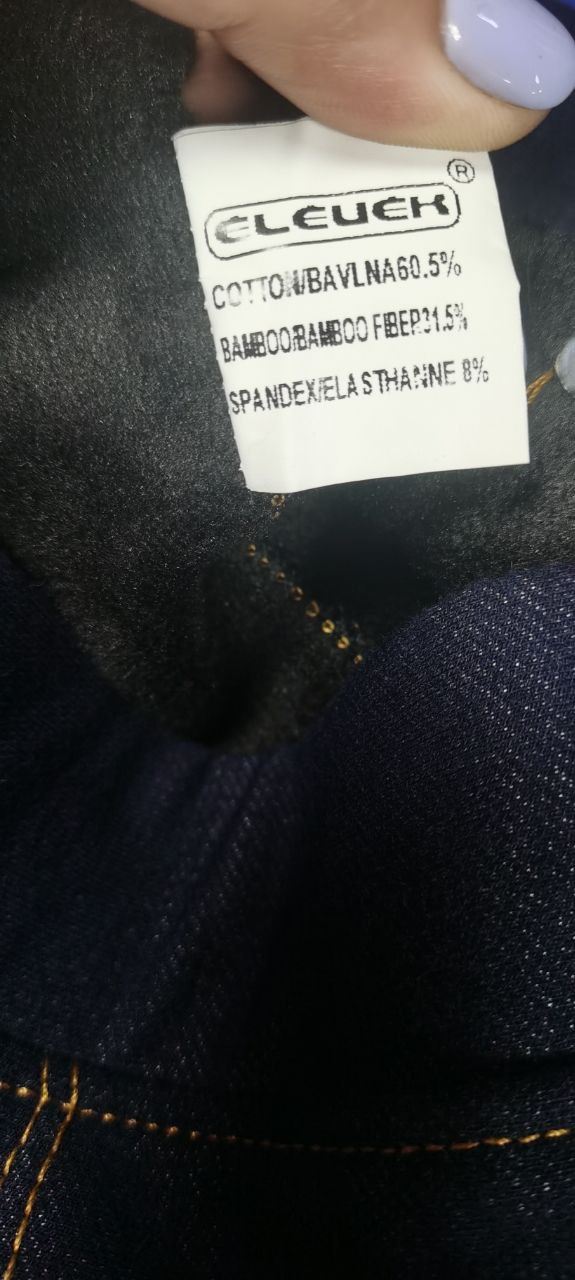 ELEUEK ®
COTTON/BAVLNA60.5%
BAMBOO/BAMBOO FIBER31.5%
SPANDEX/ELASTHANNE 8%